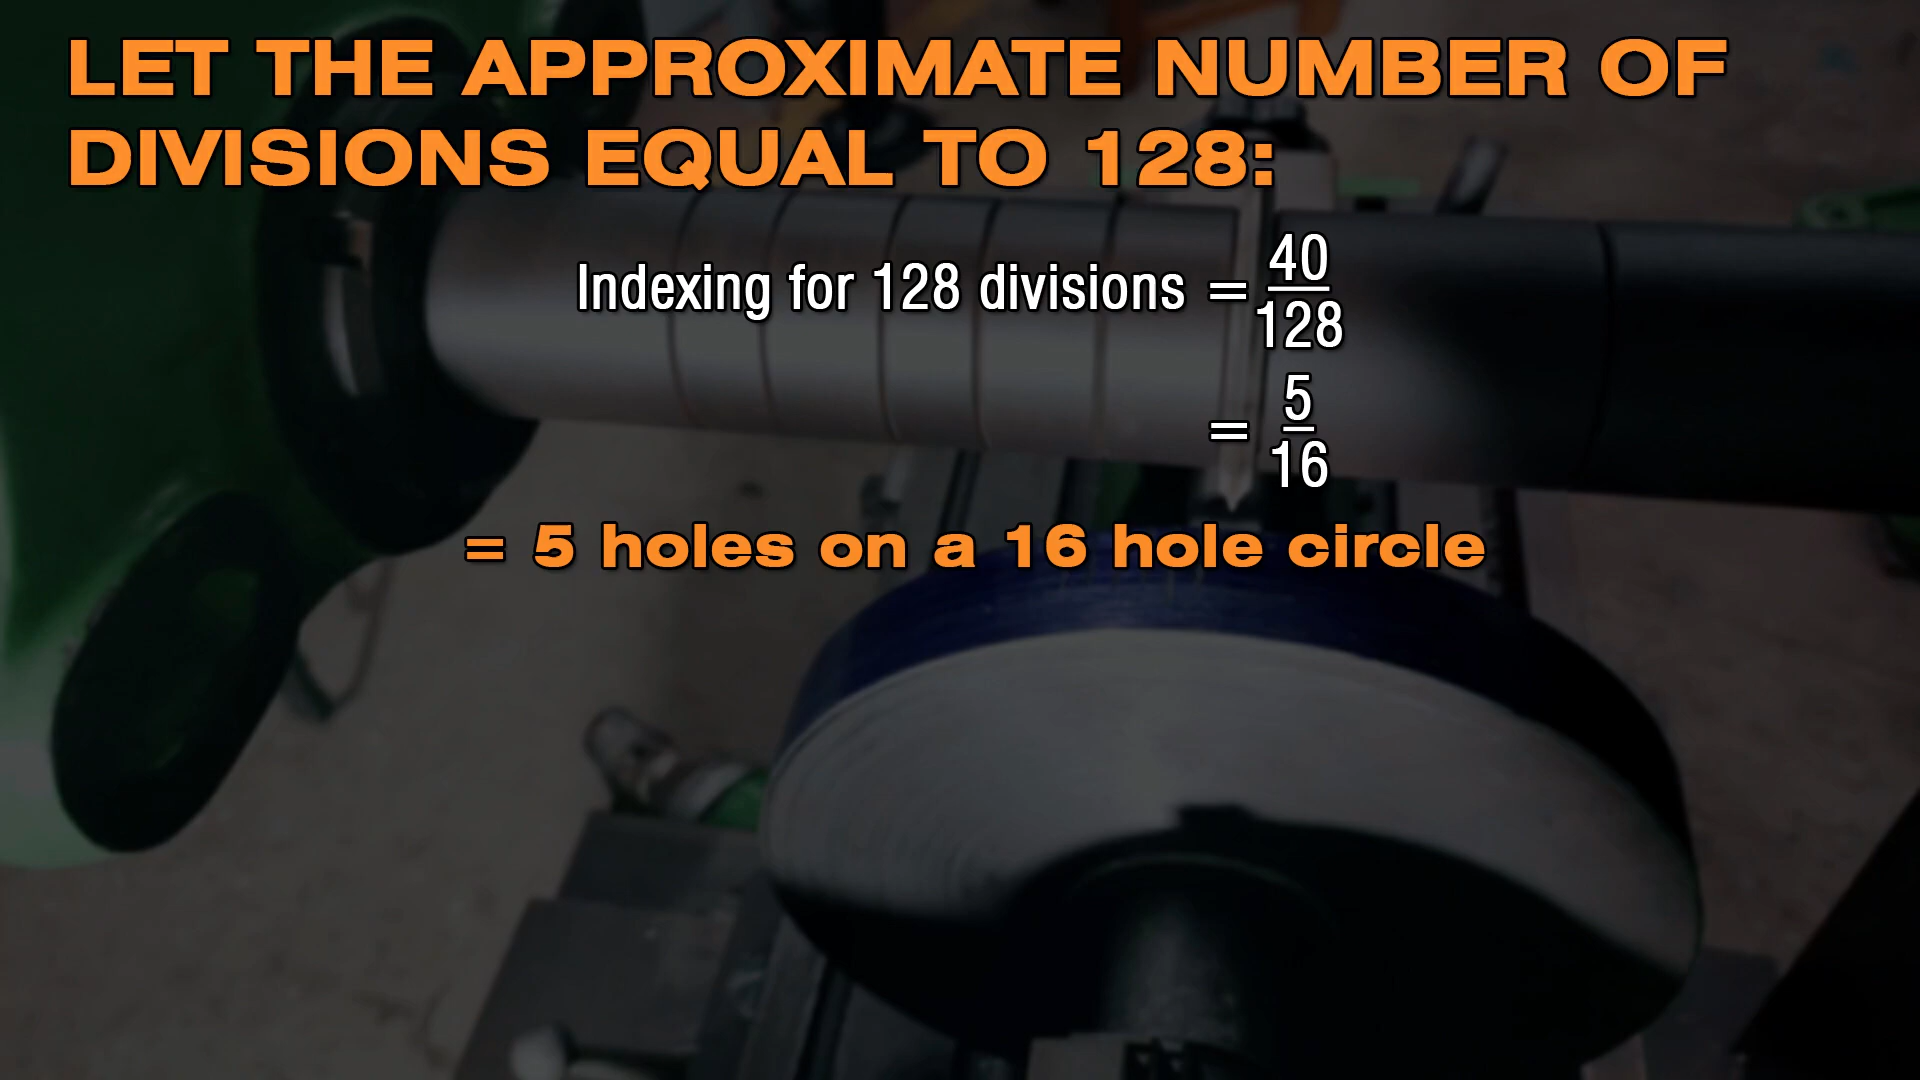 LET THE APPROXIMATE NUMBER OF
DIVISIONS EQUAL TO 128:
Indexing for 128 divisions = 40/128
= 5/16
= 5 holes on a 16 hole circle